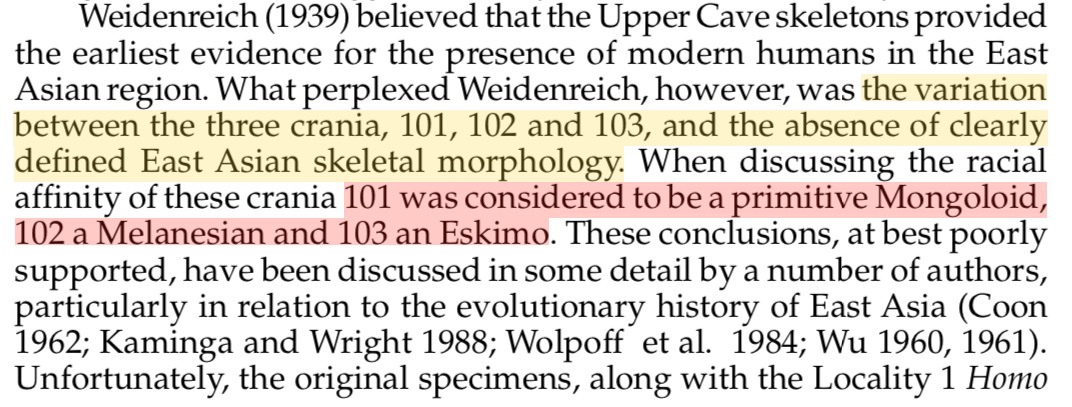 Weidenreich (1939) believed that the Upper Cave skeletons provided
the earliest evidence for the presence of modern humans in the East
Asian region. What perplexed Weidenreich, however, was the variation
between the three crania, 101, 102 and 103, and the absence of clearly
defined East Asian skeletal morphology. When discussing the racial
affinity of these crania 101 was considered to be a primitive Mongoloid,
102 a Melanesian and 103 an Eskimo. These conclusions, at best poorly
supported, have been discussed in some detail by a number of authors,
particularly in relation to the evolutionary history of East Asia (Coon
1962; Kaminga and Wright 1988; Wolpoff et al. 1984; Wu 1960, 1961).
Unfortunately, the original specimens, along with the Locality 1 Homo